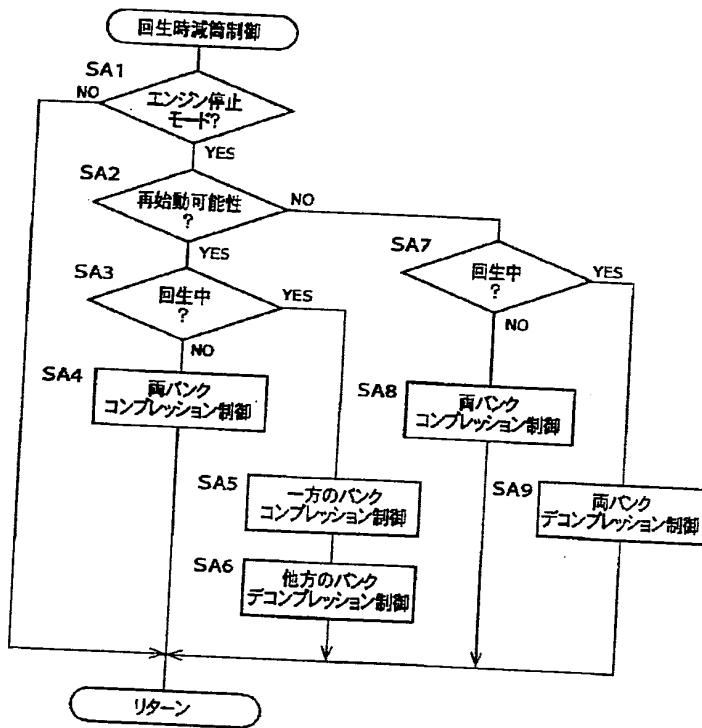 回生時減筒制御
SA1
NO
エンジン停止
モード?
YES
SA2
再始動可能性
?
NO
YES
SA3
回生中
?
YES
NO
SA7
回生中
?
YES
NO
SA4
両バンク
コンプレッション制御
SA8
両バンク
コンプレッション制御
SA5
一方のバンク
コンプレッション制御
SA9
両バンク
デコンプレッション制御
SA6
他方のバンク
デコンプレッション制御
リターン